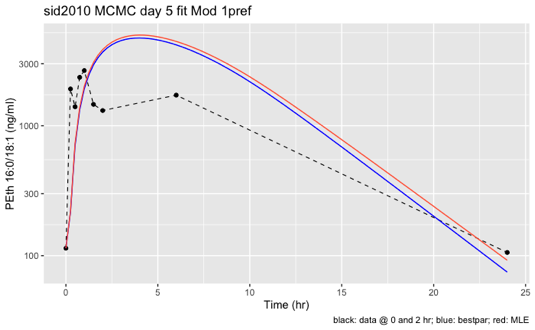 sid2010 MCMC day 5 fit Mod 1pref
PEth 16:0/18:1 (ng/ml)
3000
1000
300
100
0
5
10
15
20
25
Time (hr)
black: data @ 0 and 2 hr; blue: bestpar; red: MLE